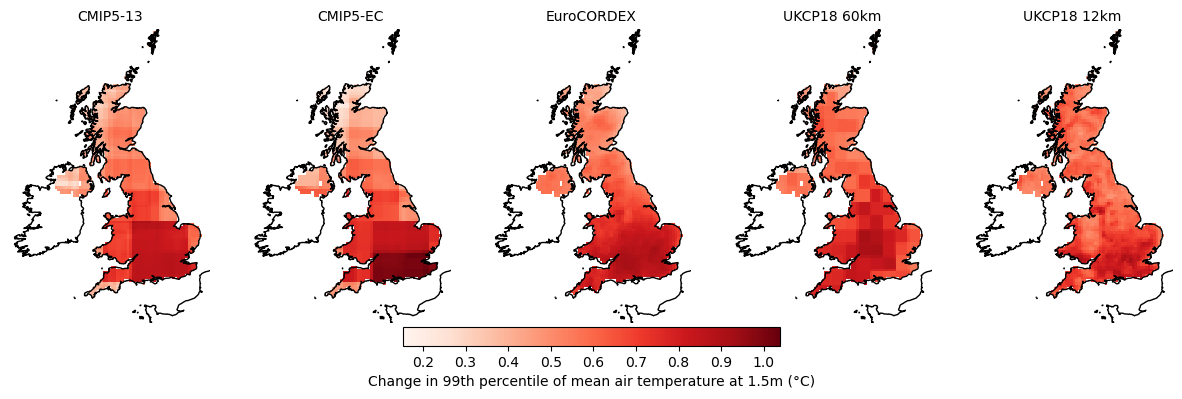 CMIP5-13 CMIP5-EC EuroCORDEX UKCP18 60km UKCP18 12km
0.2 0.3 0.4 0.5 0.6 0.7 0.8 0.9 1.0
Change in 99th percentile of mean air temperature at 1.5m (°C)